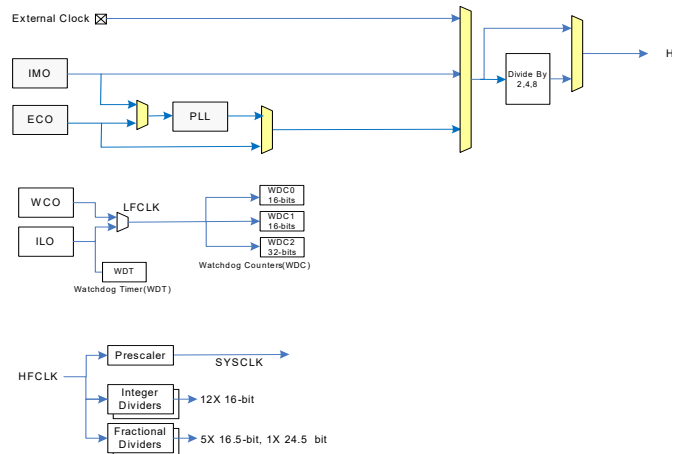 External Clock
IMO
ECO
PLL
Divide By
2,4,8
H
WCO
ILO
LFCLK
WDT
Watchdog Timer(WDT)
WDC0
16-bits
WDC1
16-bits
WDC2
32-bits
Watchdog Counters(WDC)
HFCLK
Prescaler
SYSCLK
Integer
Dividers
12X 16-bit
Fractional
Dividers
5X 16.5-bit, 1X 24.5 bit